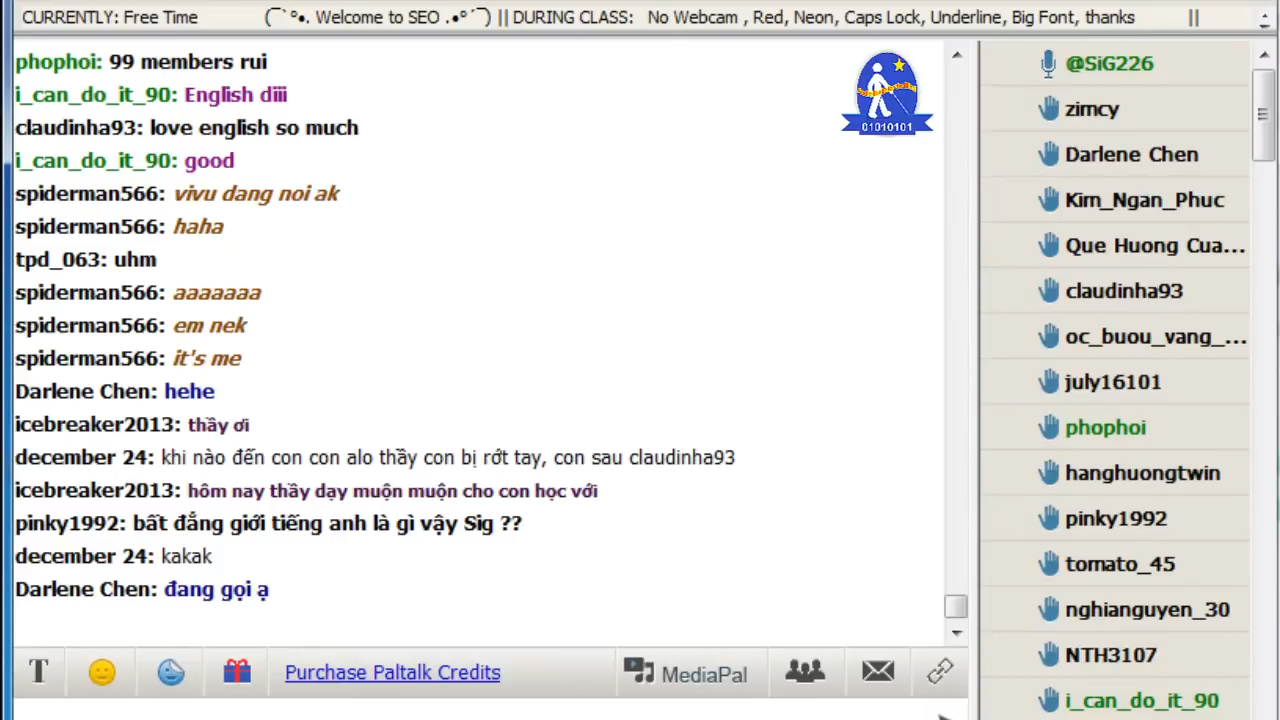 CURRENTLY: Free Time (¯`°•. Welcome to SEO .•°´¯) || DURING CLASS: No Webcam , Red, Neon, Caps Lock, Underline, Big Font, thanks ||
phophoi: 99 members rui
i_can_do_it_90: English diii
claudinha93: love english so much
i_can_do_it_90: good
spiderman566: vivu dang noi ak
spiderman566: haha
tpd_063: uhm
spiderman566: aaaaaaa
spiderman566: em nek
spiderman566: it's me
Darlene Chen: hehe
icebreaker2013: thầy ơi
december 24: khi nào đến con con alo thầy con bị rớt tay, con sau claudinha93
icebreaker2013: hôm nay thầy dạy muộn muộn cho con học với
pinky1992: bất đẳng giới tiếng anh là gì vậy Sig ??
december 24: kakak
Darlene Chen: đang gọi ạ
01010101
T
Purchase Paltalk Credits
MediaPal
@SiG226
zimcy
Darlene Chen
Kim_Ngan_Phuc
Que Huong Cua...
claudinha93
oc_buou_vang_...
july16101
phophoi
hanghuongtwin
pinky1992
tomato_45
nghianguyen_30
NTH3107
i_can_do_it_90